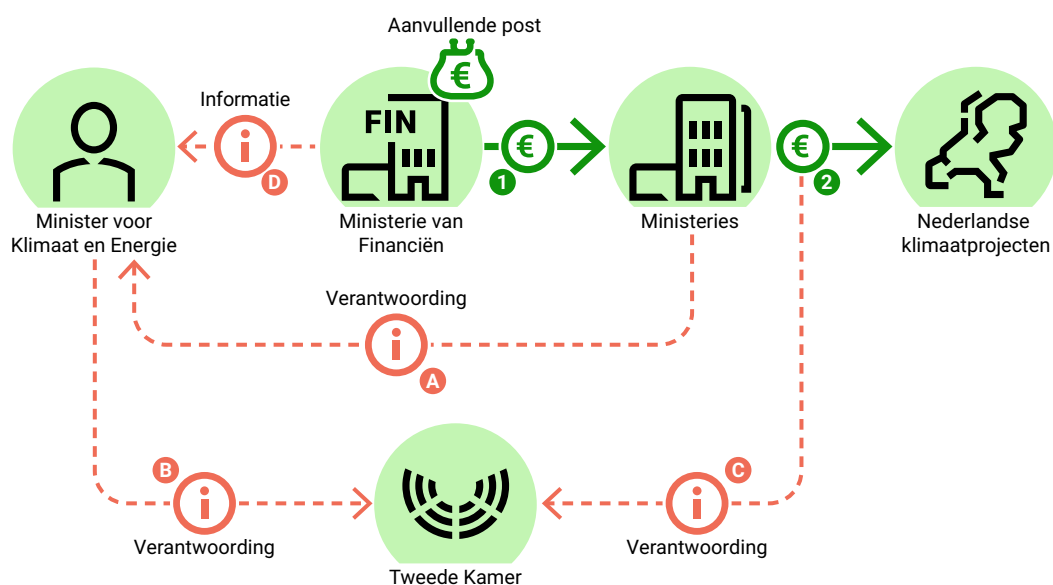 Aanvullende post
€
Informatie
i
D
FIN
€
1
€
2
Minister voor
Klimaat en Energie
Ministerie van
Financiën
Ministeries
Nederlandse
klimaatprojecten
Verantwoording
i
A
B
i
Verantwoording
C
i
Verantwoording
Tweede Kamer